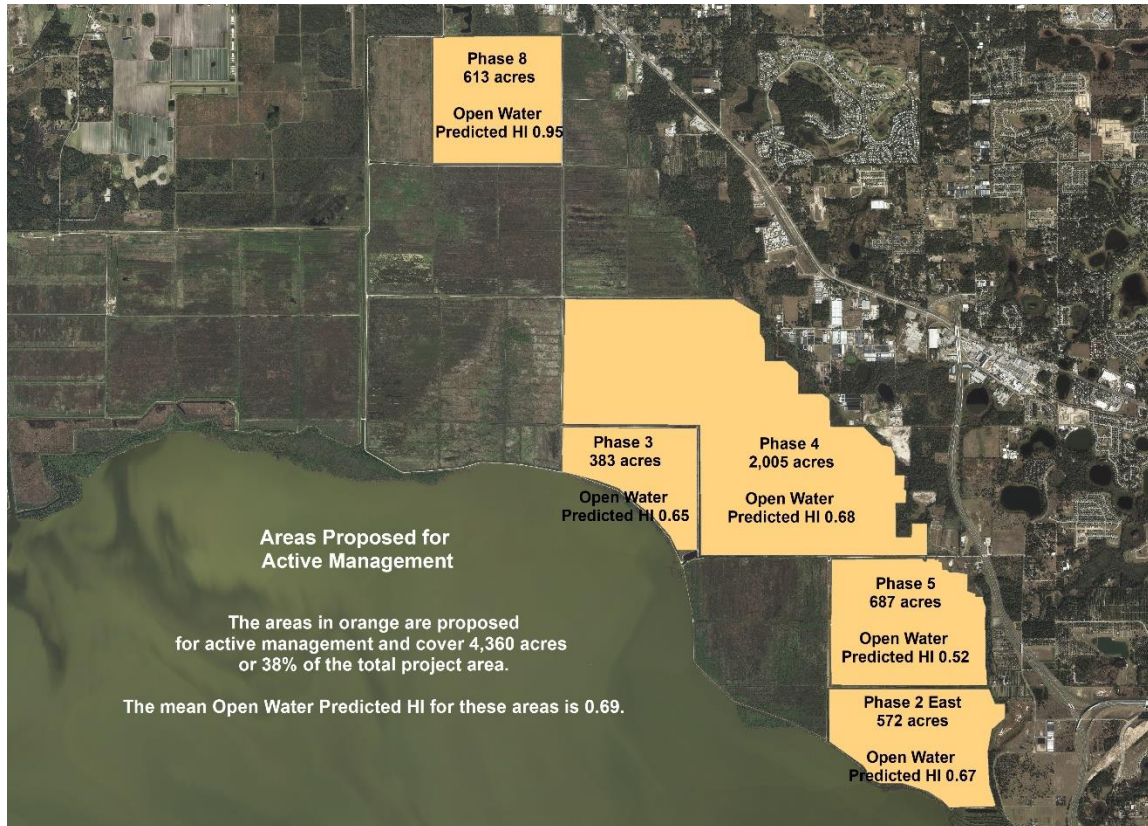 Phase 8
613 acres
Open Water
Predicted HI 0.95
Phase 3
383 acres
Open Water
Predicted HI 0.65
Phase 4
2,005 acres
Open Water
Predicted HI 0.68
Areas Proposed for
Active Management
The areas in orange are proposed
for active management and cover 4,360 acres
or 38% of the total project area.
The mean Open Water Predicted HI for these areas is 0.69.
Phase 5
687 acres
Open Water
Predicted HI 0.52
Phase 2 East
572 acres
Open Water
Predicted HI 0.67